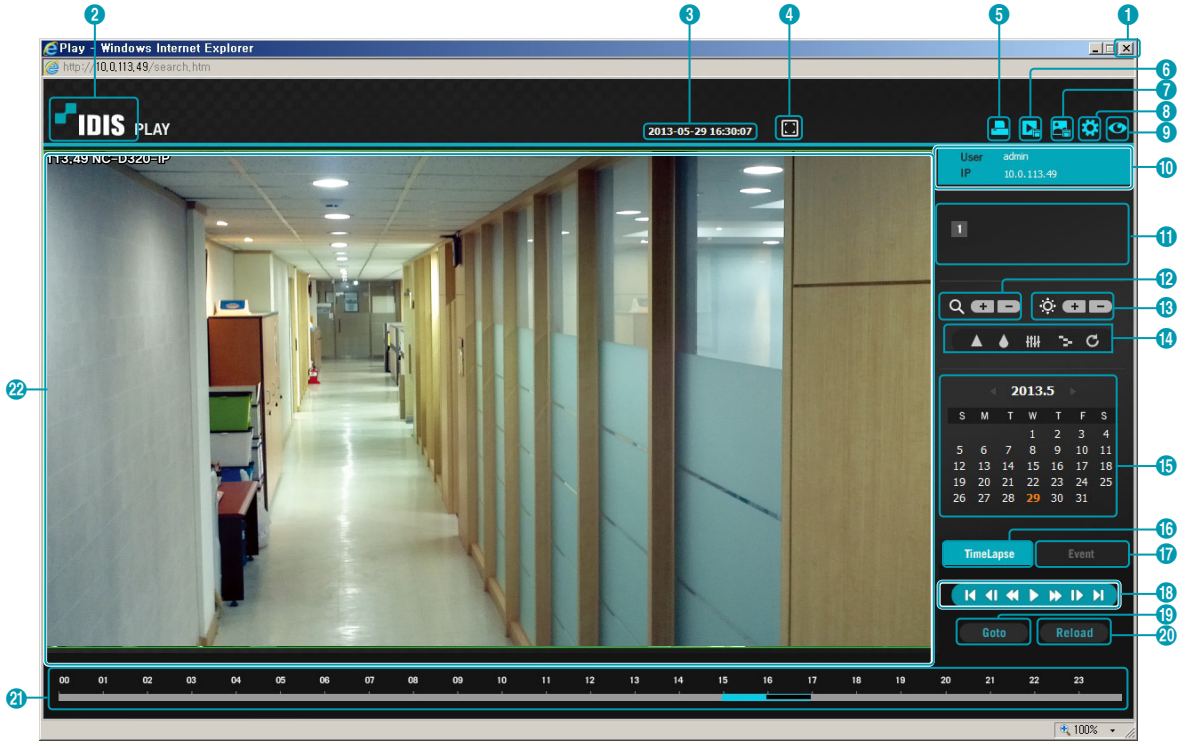 2
3
4
5
1
Play - Windows Internet Explorer
http://10.0.113.49/search.htm
6
7
8
9
IDIS PLAY
2013-05-29 16:30:07
113.49 NC-D320-IP
User admin
IP 10.0.113.49
10
1
11
12
13
14
22
2013.5
S M T W T F S
1 2 3 4
5 6 7 8 9 10 11
12 13 14 15 16 17 18
19 20 21 22 23 24 25
26 27 28 29 30 31
15
16
TimeLapse Event
17
18
19
Goto Reload
20
00 01 02 03 04 05 06 07 08 09 10 11 12 13 14 15 16 17 18 19 20 21 22 23
21
100%